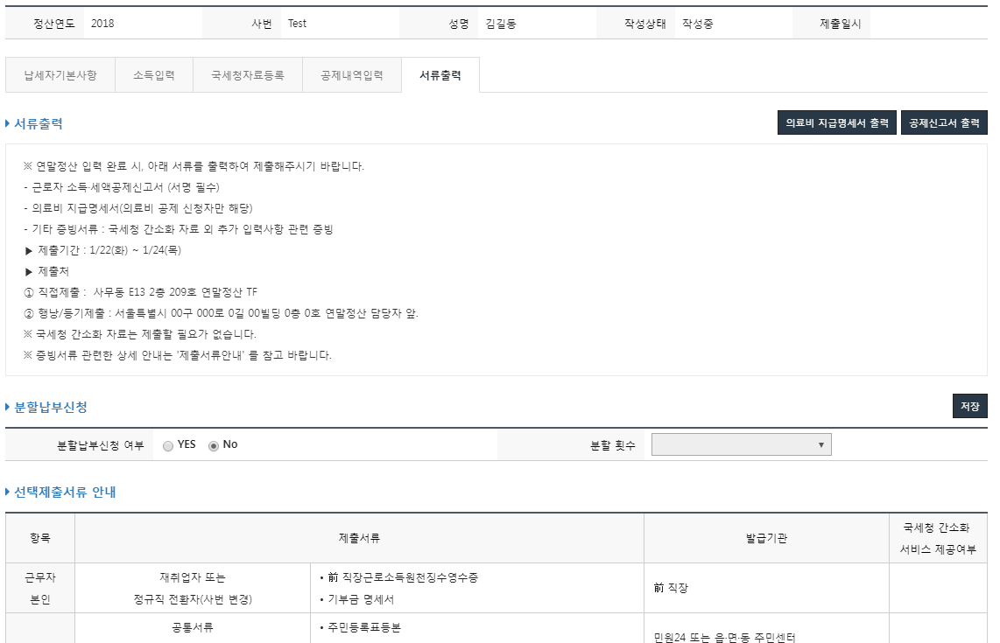 정산연도 2018 사번 Test 성명 김길동 작성상태 작성중 제출일시
납세자기본사항 소득입력 국세청자료등록 공제내역입력 서류출력
서류출력 의료비 지급명세서 출력 공제신고서 출력
※ 연말정산 입력 완료 시, 아래 서류를 출력하여 제출해주시기 바랍니다.
- 근로자 소득·세액공제신고서 (서명 필수)
- 의료비 지급명세서(의료비 공제 신청자만 해당)
- 기타 증빙서류 : 국세청 간소화 자료 외 추가 입력사항 관련 증빙
▶ 제출기간 : 1/22(화) ~ 1/24(목)
▶ 제출처
① 직접제출 : 사무동 E13 2층 209호 연말정산 TF
② 행낭/등기제출 : 서울특별시 00구 000로 0길 00빌딩 0층 0호 연말정산 담당자 앞.
※ 국세청 간소화 자료는 제출할 필요가 없습니다.
※ 증빙서류 관련한 상세 안내는 '제출서류안내' 를 참고 바랍니다.
분할납부신청 저장
분할납부신청 여부 YES No 분할 횟수
선택제출서류 안내
항목 제출서류 발급기관 국세청 간소화
서비스 제공여부
근무자
본인
재취업자 또는
정규직 전환자(사번 변경)
• 前 직장근로소득원천징수영수증
• 기부금 명세서
前 직장
공통서류 • 주민등록표등본
민원24 또는 읍·면·동 주민센터